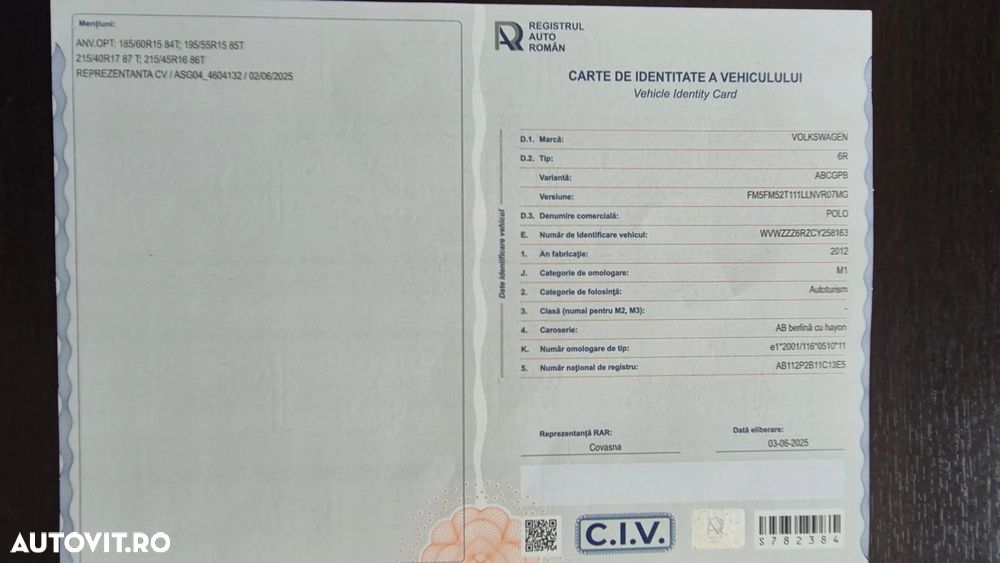 Mențiuni:
ANV.OPT: 185/60R15 84T; 195/55R15 85T
215/40R17 87 T; 215/45R16 86T
REPREZENTANTA CV / ASG04_4604132 / 02/06/2025
REGISTRUL
AUTO
ROMÂN
CARTE DE IDENTITATE A VEHICULULUI
Vehicle Identity Card
Date identificare vehicul
D.1. Marcă: VOLKSWAGEN
D.2. Tip: 6R
Variantă: ABCGPB
Versiune: FM5FM52T111LLNVR07MG
D.3. Denumire comercială: POLO
E. Număr de identificare vehicul: WVWZZZ6RZCY258163
1. An fabricație: 2012
J. Categorie de omologare: M1
2. Categorie de folosință: Autoturism
3. Clasă (numai pentru M2, M3): -
4. Caroserie: AB berlină cu hayon
K. Număr omologare de tip: e1*2001/116*0510*11
5. Număr național de registru: AB112P2B11C13E5
Reprezentanță RAR: Dată eliberare:
Covasna 03-06-2025
C.I.V.
S782384
AUTOVIT.RO